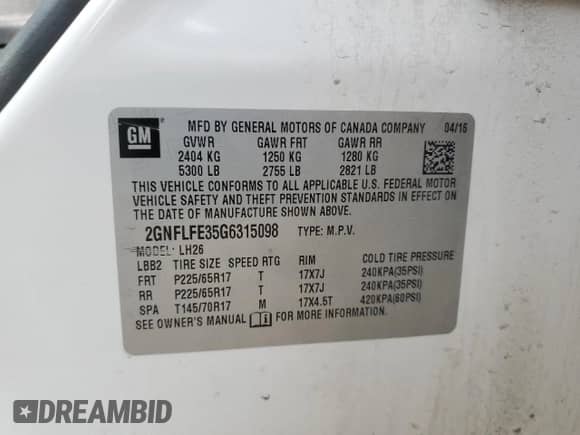 GM
MFD BY GENERAL MOTORS OF CANADA COMPANY 04/16
GVWR GAWR FRT GAWR RR
2404 KG 1250 KG 1280 KG
5300 LB 2755 LB 2821 LB
THIS VEHICLE CONFORMS TO ALL APPLICABLE U.S. FEDERAL MOTOR
VEHICLE SAFETY AND THEFT PREVENTION STANDARDS IN EFFECT ON
THE DATE OF MANUFACTURE SHOWN ABOVE.
2GNFLFE35G6315098 TYPE: M.P.V.
MODEL: LH26
LBB2 TIRE SIZE SPEED RTG RIM COLD TIRE PRESSURE
FRT P225/65R17 T 17X7J 240KPA(35PSI)
RR P225/65R17 T 17X7J 240KPA(35PSI)
SPA T145/70R17 M 17X4.5T 420KPA(60PSI)
SEE OWNER'S MANUAL FOR MORE INFORMATION.
DREAMBID